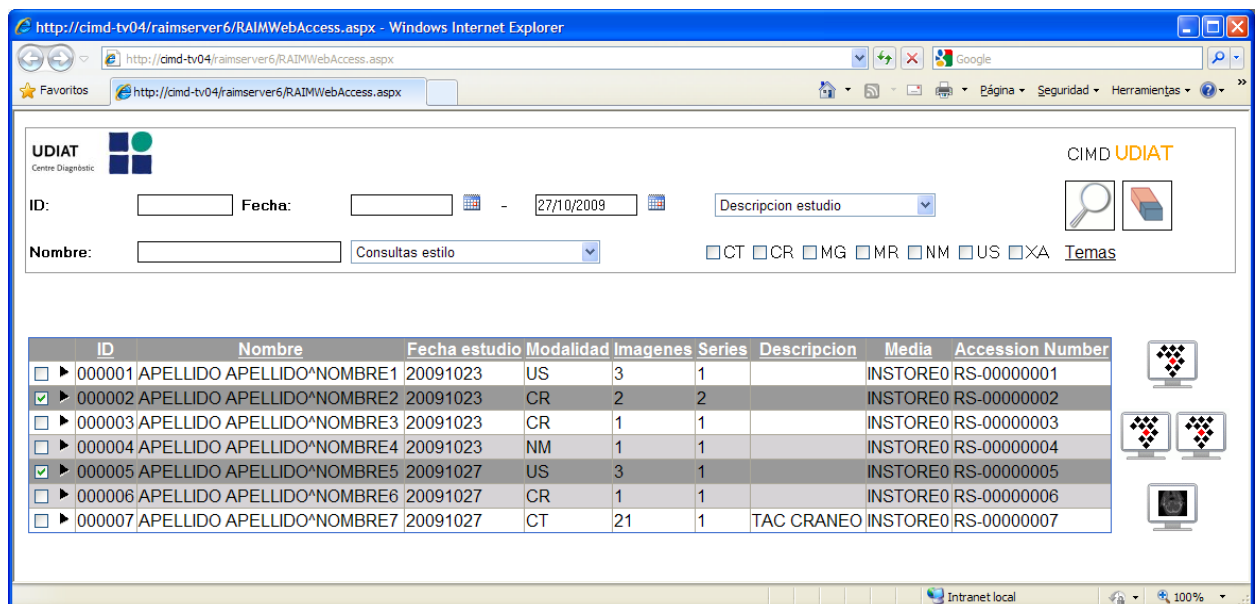 http://cimd-tv04/raimserver6/RAIMWebAccess.aspx - Windows Internet Explorer
http://cimd-tv04/raimserver6/RAIMWebAccess.aspx Google
Favoritos http://cimd-tv04/raimserver6/RAIMWebAccess.aspx Página Seguridad Herramientas »
UDIAT
Centre Diagnòstic
CIMD UDIAT
ID: Fecha: - 27/10/2009 Descripcion estudio
Nombre: Consultas estilo CT CR MG MR NM US XA Temas
ID Nombre Fecha estudio Modalidad Imagenes Series Descripcion Media Accession Number
000001 APELLIDO APELLIDO^NOMBRE1 20091023 US 3 1 INSTORE0 RS-00000001
000002 APELLIDO APELLIDO^NOMBRE2 20091023 CR 2 2 INSTORE0 RS-00000002
000003 APELLIDO APELLIDO^NOMBRE3 20091023 CR 1 1 INSTORE0 RS-00000003
000004 APELLIDO APELLIDO^NOMBRE4 20091023 NM 1 1 INSTORE0 RS-00000004
000005 APELLIDO APELLIDO^NOMBRE5 20091027 US 3 1 INSTORE0 RS-00000005
000006 APELLIDO APELLIDO^NOMBRE6 20091027 CR 1 1 INSTORE0 RS-00000006
000007 APELLIDO APELLIDO^NOMBRE7 20091027 CT 21 1 TAC CRANEO INSTORE0 RS-00000007
Intranet local 100%